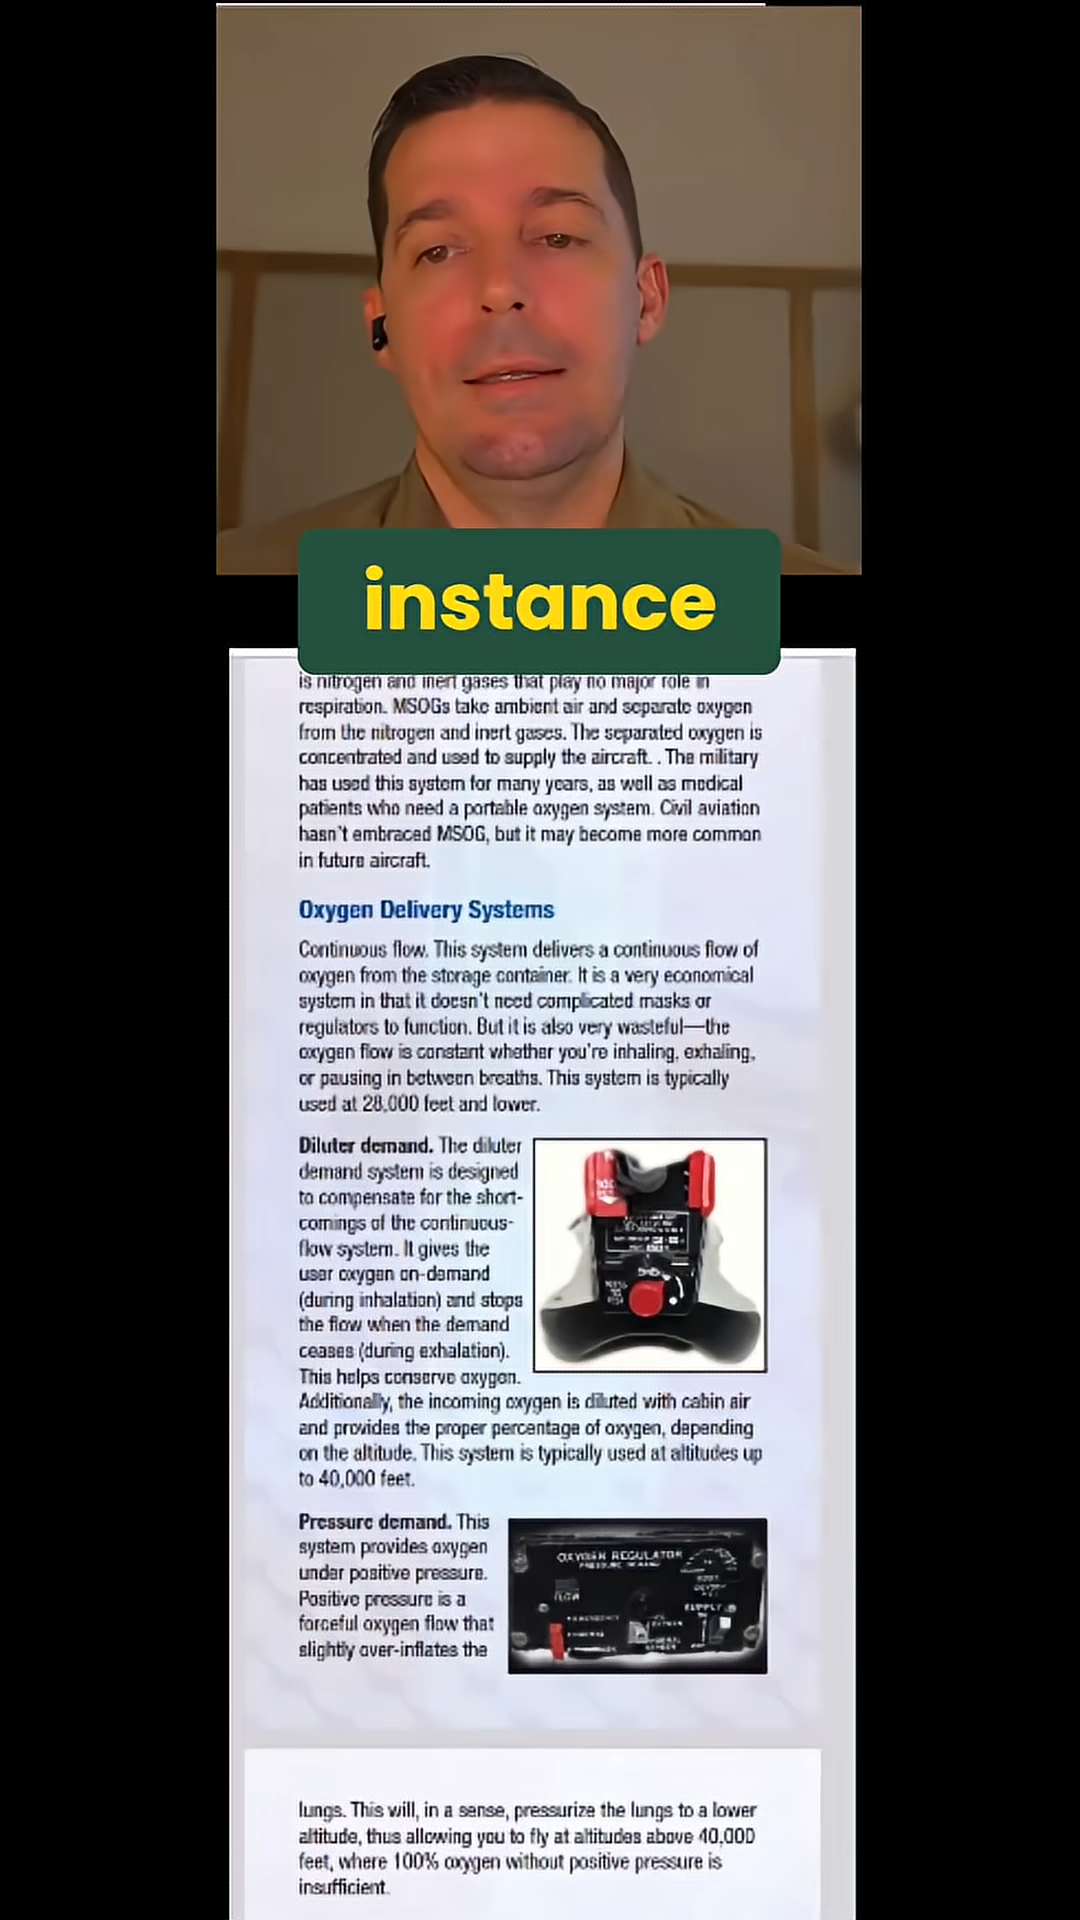 instance
is nitrogen and inert gases that play no major role in
respiration. MSOGs take ambient air and separate oxygen
from the nitrogen and inert gases. The separated oxygen is
concentrated and used to supply the aircraft. . The military
has used this system for many years, as well as medical
patients who need a portable oxygen system. Civil aviation
hasn't embraced MSOG, but it may become more common
in future aircraft.
Oxygen Delivery Systems
Continuous flow. This system delivers a continuous flow of
oxygen from the storage container. It is a very economical
system in that it doesn't need complicated masks or
regulators to function. But it is also very wasteful—the
oxygen flow is constant whether you're inhaling, exhaling,
or pausing in between breaths. This system is typically
used at 28,000 feet and lower.
Diluter demand. The diluter
demand system is designed
to compensate for the short-
comings of the continuous-
flow system. It gives the
user oxygen on-demand
(during inhalation) and stops
the flow when the demand
ceases (during exhalation).
This helps conserve oxygen.
Additionally, the incoming oxygen is diluted with cabin air
and provides the proper percentage of oxygen, depending
on the altitude. This system is typically used at altitudes up
to 40,000 feet.
Pressure demand. This
system provides oxygen
under positive pressure.
Positive pressure is a
forceful oxygen flow that
slightly over-inflates the
OXYGEN REGULATOR
PRESSURE DEMAND
FLOW
SUPPLY
lungs. This will, in a sense, pressurize the lungs to a lower
altitude, thus allowing you to fly at altitudes above 40,000
feet, where 100% oxygen without positive pressure is
insufficient.